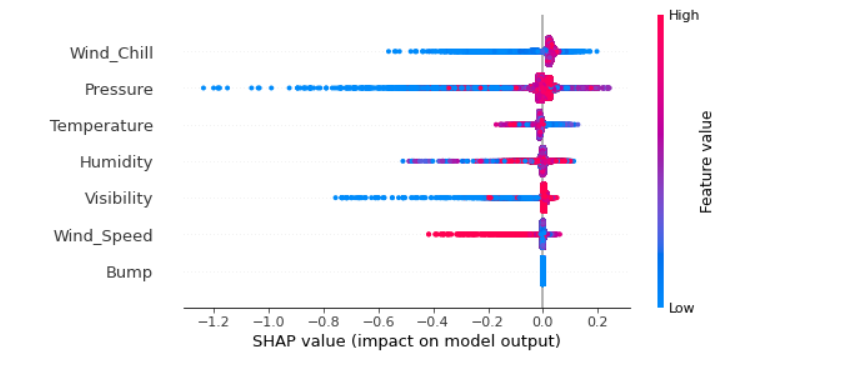 High
Wind_Chill
Pressure
Temperature
Humidity
Visibility
Wind_Speed
Bump
Feature value
Low
−1.2 −1.0 −0.8 −0.6 −0.4 −0.2 0.0 0.2
SHAP value (impact on model output)